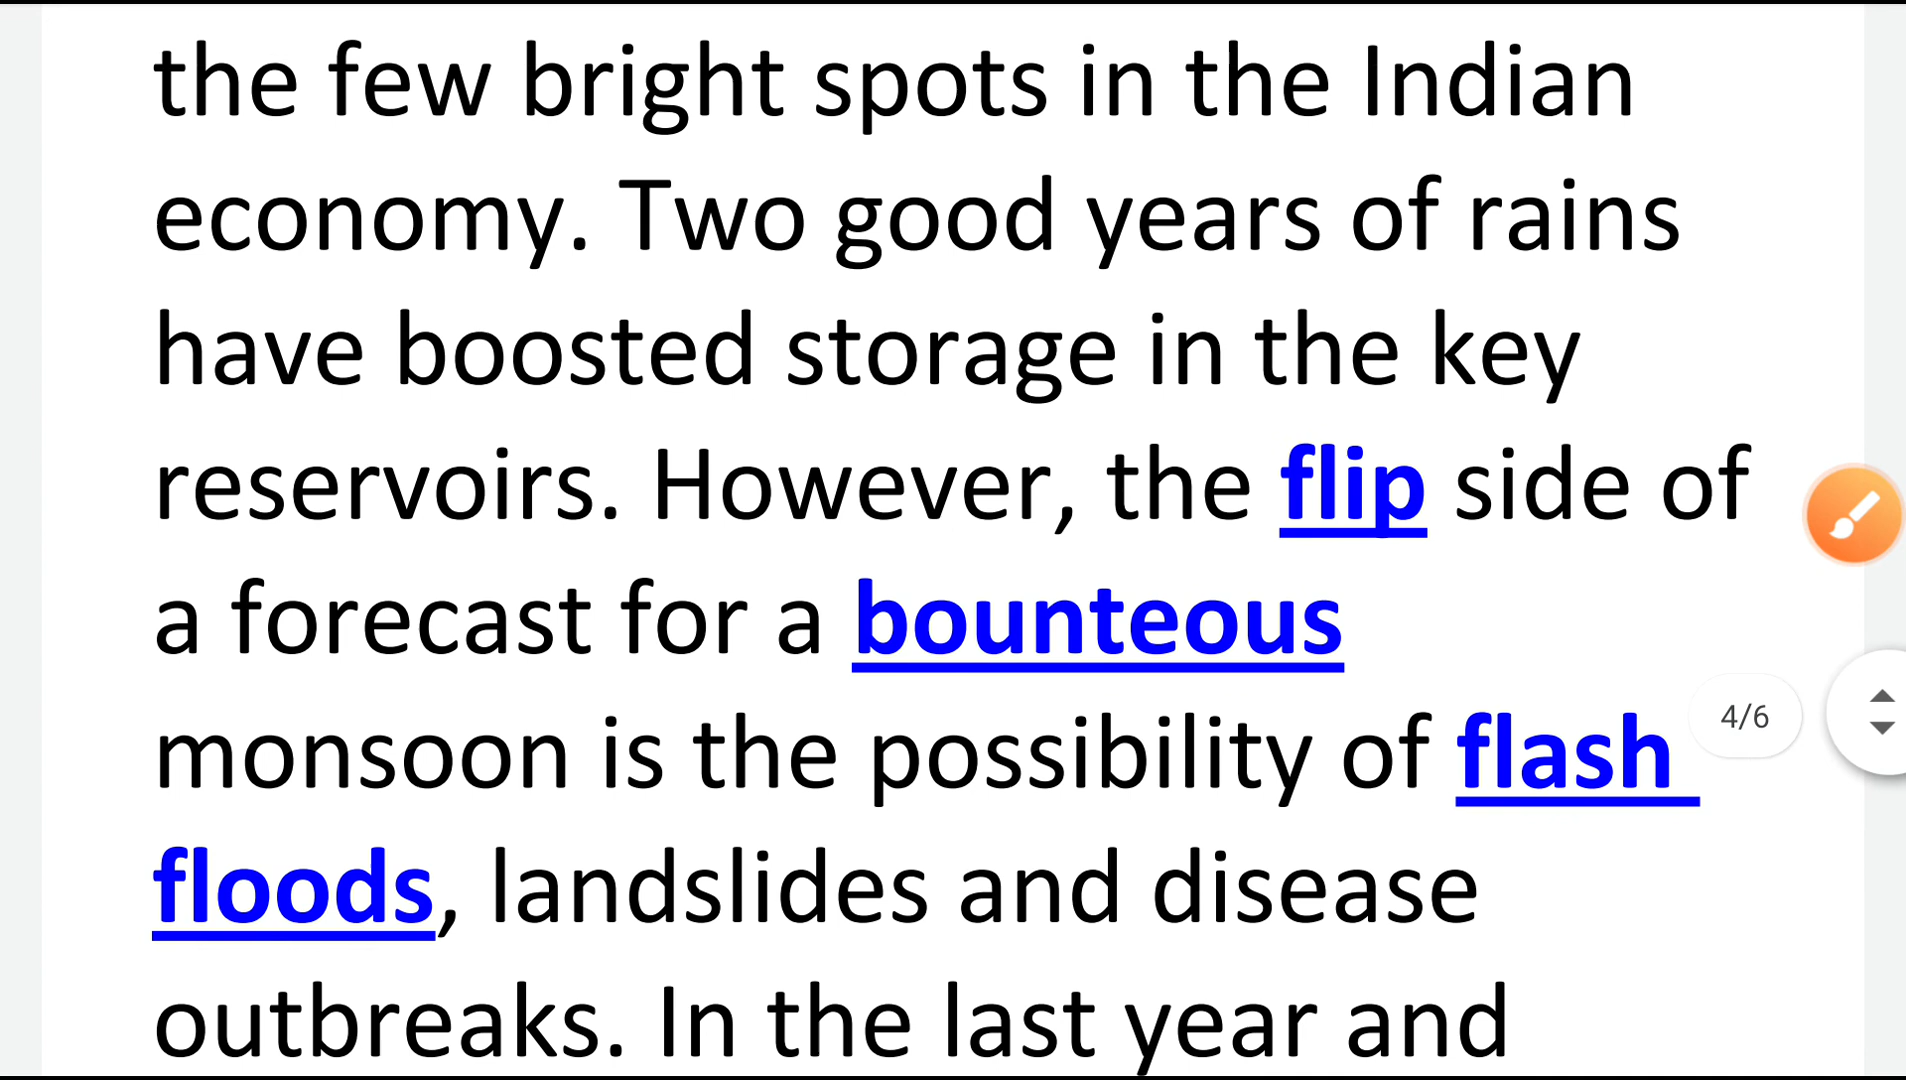 the few bright spots in the Indian
economy. Two good years of rains
have boosted storage in the key
reservoirs. However, the flip side of
a forecast for a bounteous
monsoon is the possibility of flash
4/6
floods, landslides and disease
outbreaks. In the last year and